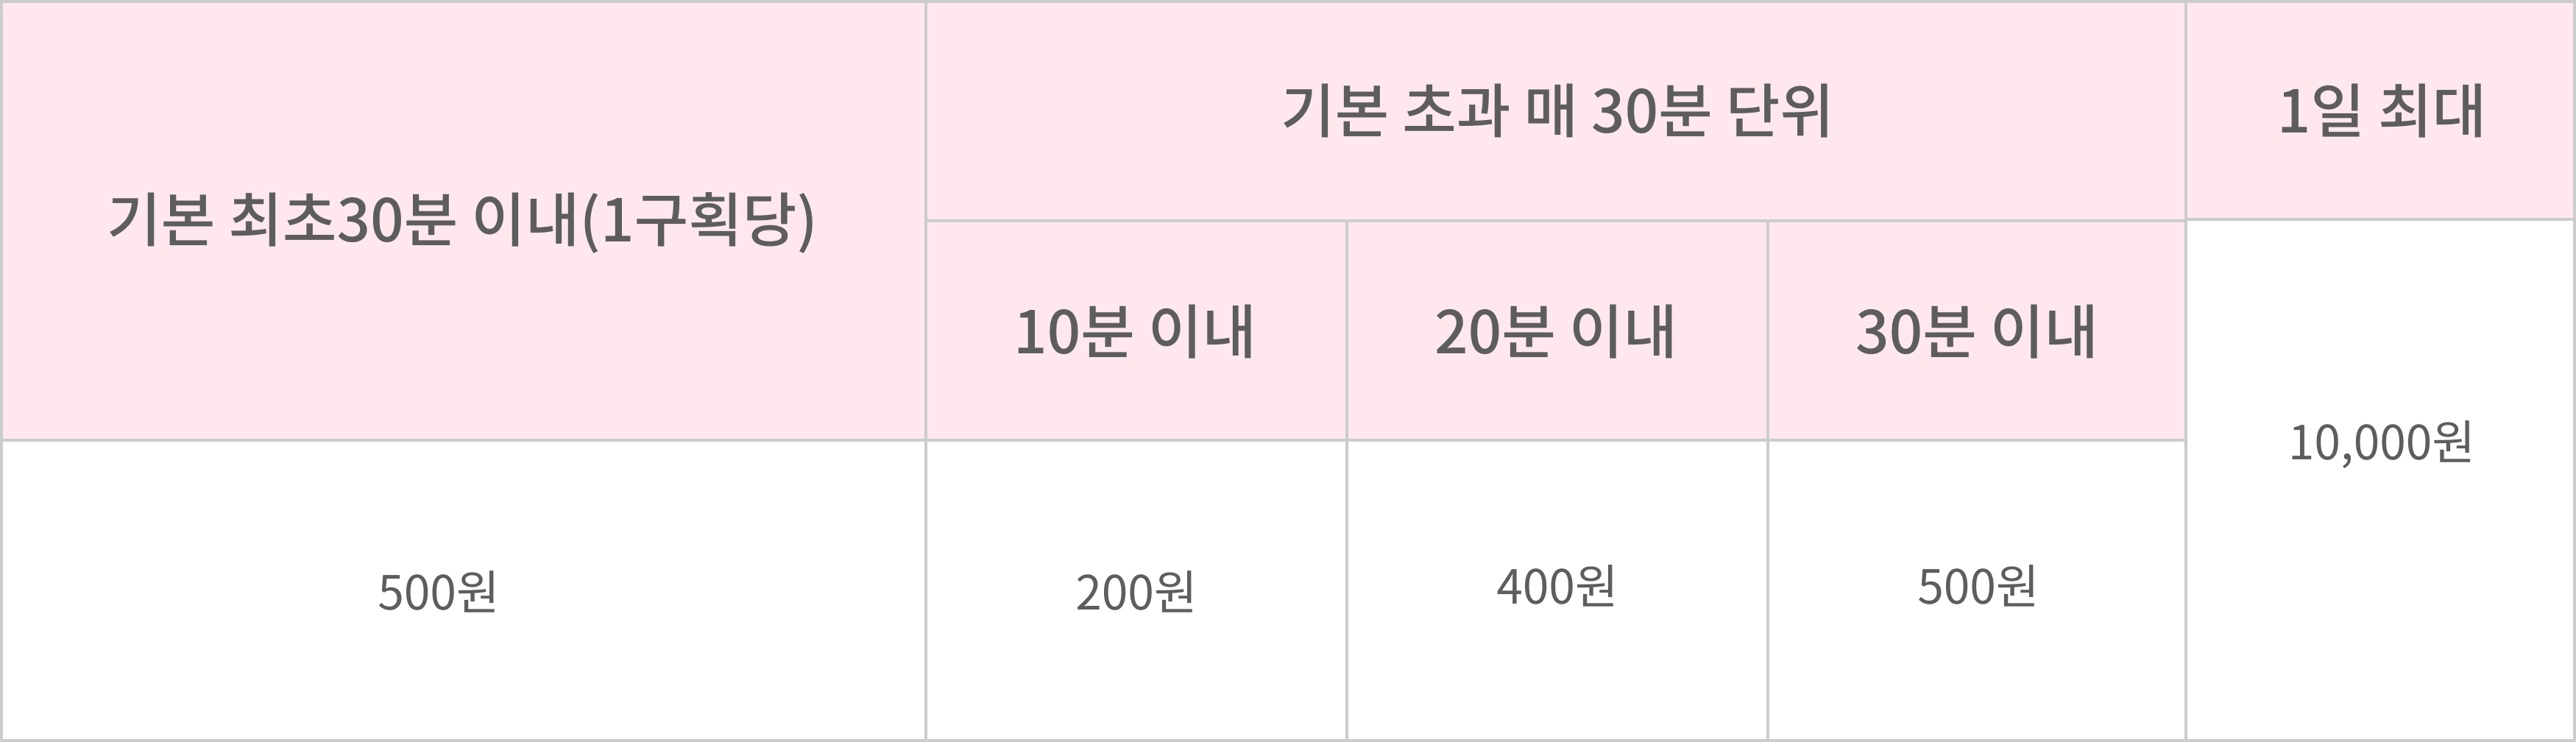 기본 최초30분 이내(1구획당)
기본 초과 매 30분 단위
1일 최대
10분 이내
20분 이내
30분 이내
500원
200원
400원
500원
10,000원